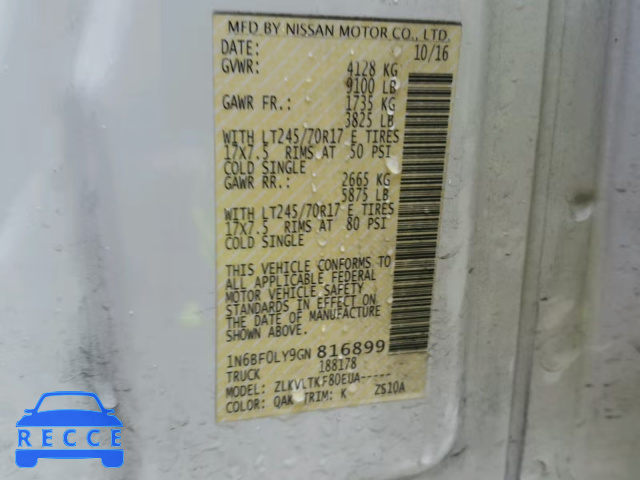 MFD BY NISSAN MOTOR CO., LTD.
DATE: 10/16
GVWR: 4128 KG
9100 LB
GAWR FR.: 1735 KG
3825 LB
WITH LT245/70R17 E TIRES
17X7.5 RIMS AT 50 PSI
COLD SINGLE
GAWR RR.: 2665 KG
5875 LB
WITH LT245/70R17 E TIRES
17X7.5 RIMS AT 80 PSI
COLD SINGLE
THIS VEHICLE CONFORMS TO
ALL APPLICABLE FEDERAL
MOTOR VEHICLE SAFETY
STANDARDS IN EFFECT ON
THE DATE OF MANUFACTURE
SHOWN ABOVE.
1N6BF0LY9GN816899
TRUCK 188178
MODEL: ZLKVLTKF80EUA-----
COLOR: QAK TRIM: K ZS10A
RECCE